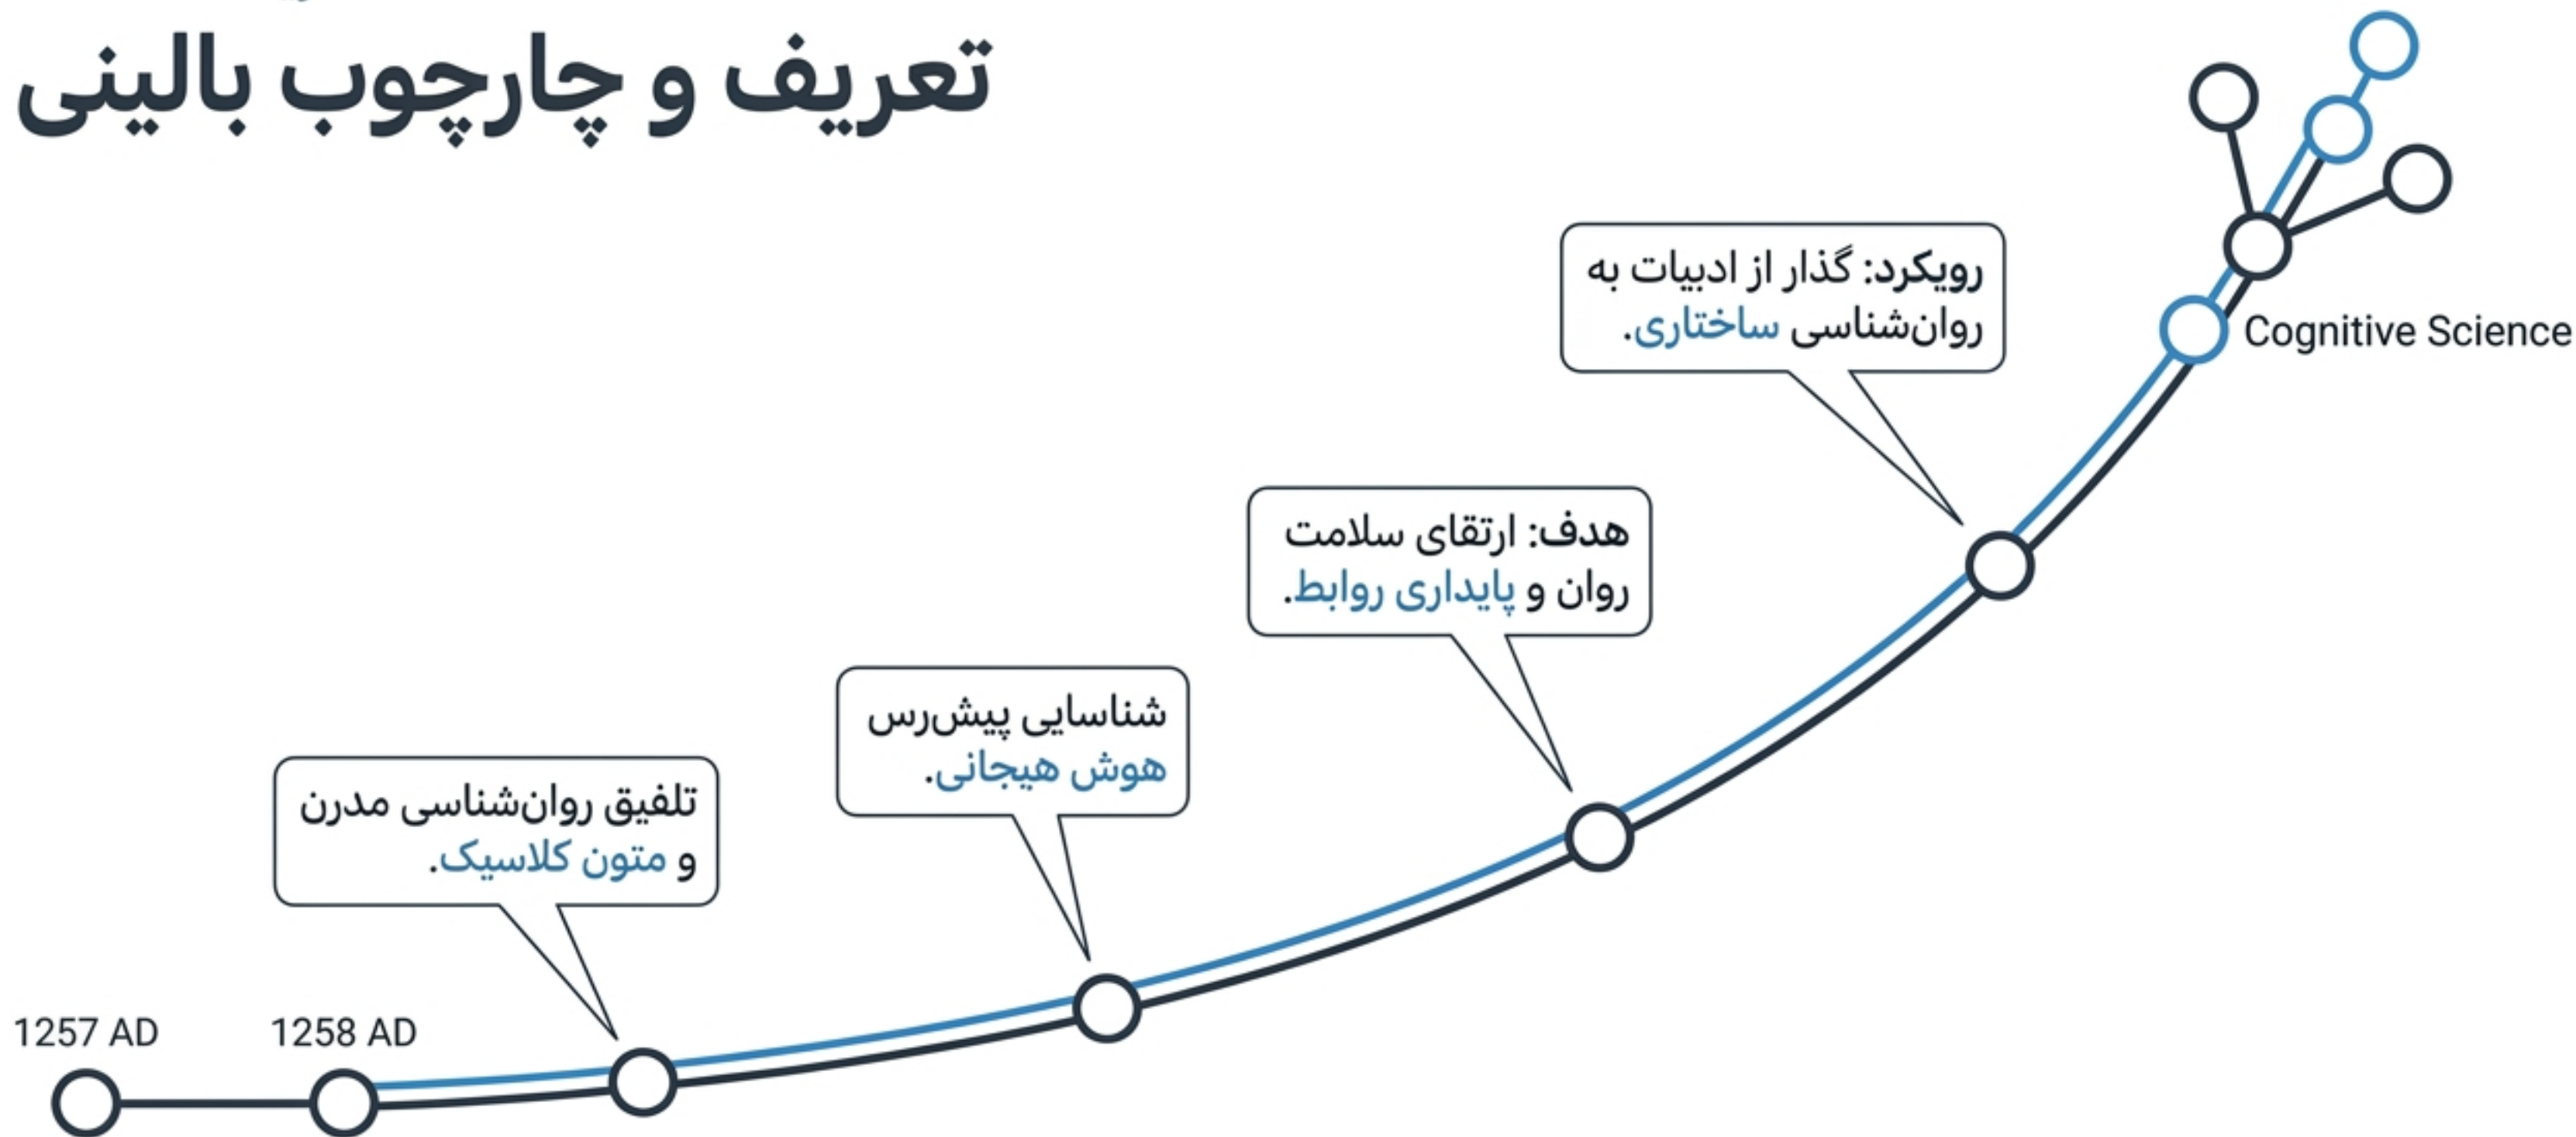 تعریف و چارچوب بالینی
رویکرد: گذار از ادبیات به
روان‌شناسی ساختاری.
Cognitive Science
هدف: ارتقای سلامت
روان و پایداری روابط.
شناسایی پیش‌رس
هوش هیجانی.
تلفیق روان‌شناسی مدرن
و متون کلاسیک.
1257 AD
1258 AD